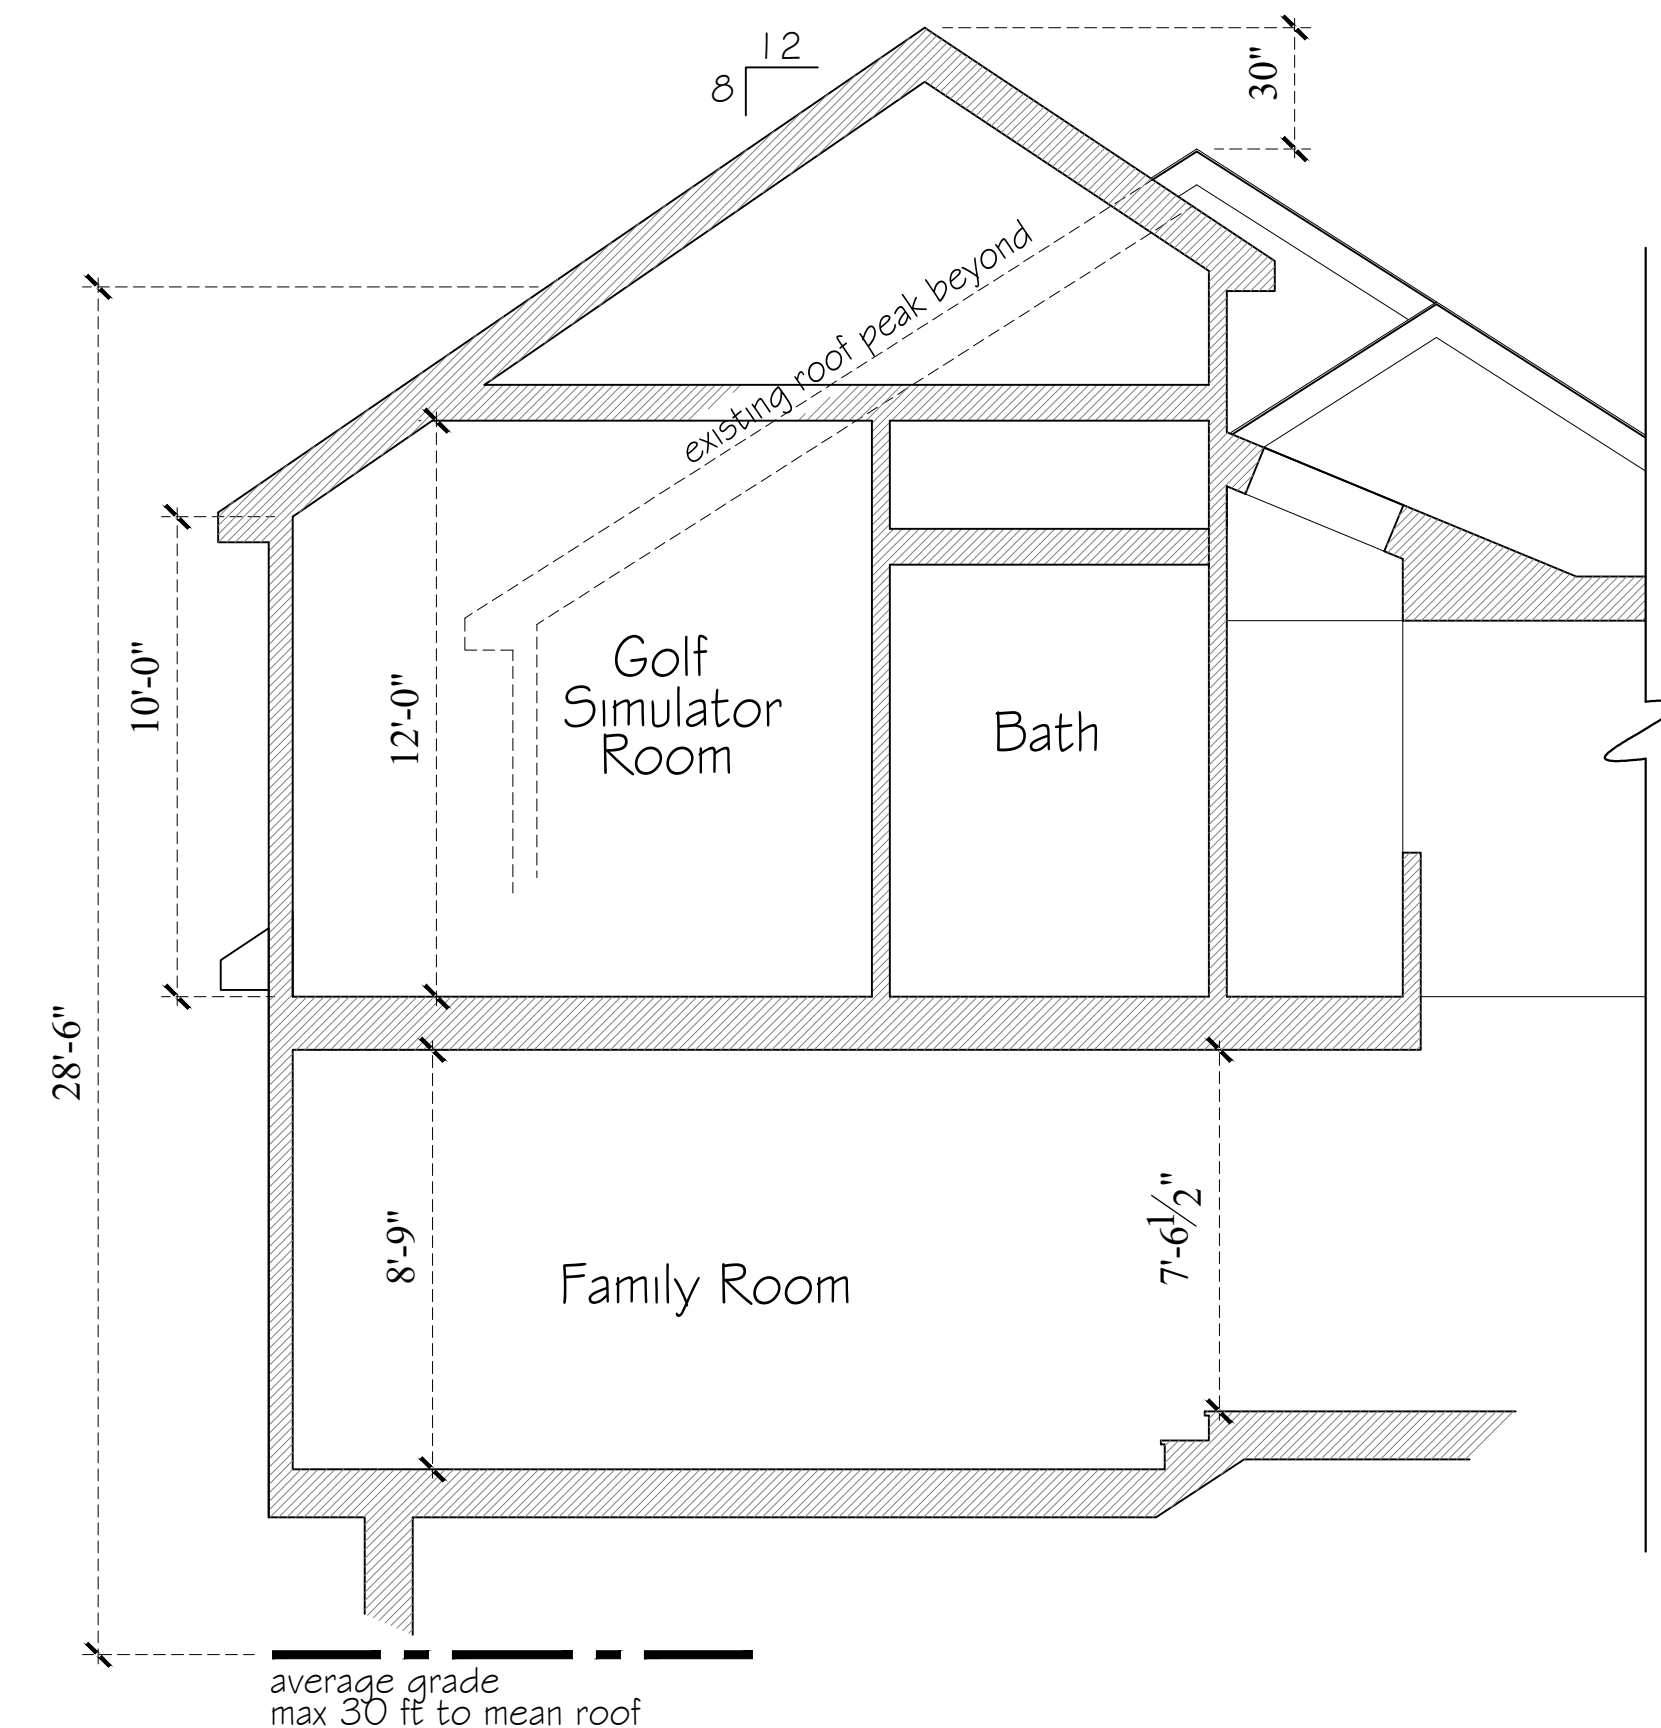 12
8
30"
existing roof peak beyond
10'-0"
12'-0"
Golf
Simulator
Room
Bath
28'-6"
8'-9"
7'-6½"
Family Room
average grade
max 30 ft to mean roof